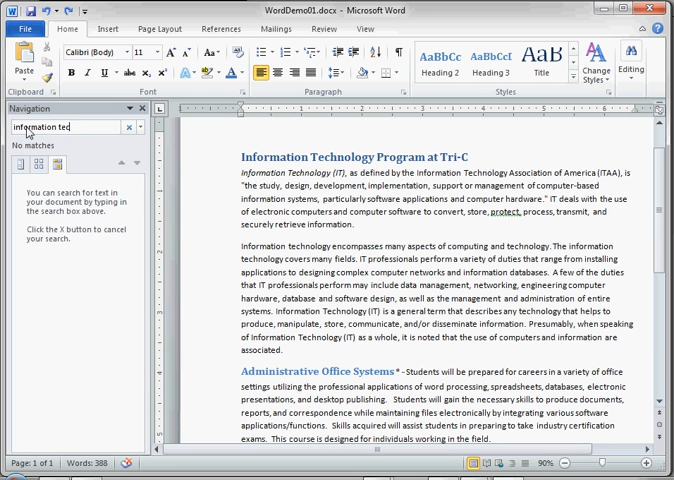 WordDemo01.docx - Microsoft Word
File Home Insert Page Layout References Mailings Review View
Calibri (Body) 11
Paste
AaBbCc AaBbCcI AaB
Heading 2 Heading 3 Title Change Styles Editing
Clipboard Font Paragraph Styles
Navigation
information tec
No matches
You can search for text in
your document by typing in
the search box above.
Click the X button to cancel
your search.
Information Technology Program at Tri-C
Information Technology (IT), as defined by the Information Technology Association of America (ITAA), is
"the study, design, development, implementation, support or management of computer-based
information systems, particularly software applications and computer hardware." IT deals with the use
of electronic computers and computer software to convert, store, protect, process, transmit, and
securely retrieve information.
Information technology encompasses many aspects of computing and technology. The information
technology covers many fields. IT professionals perform a variety of duties that range from installing
applications to designing complex computer networks and information databases. A few of the duties
that IT professionals perform may include data management, networking, engineering computer
hardware, database and software design, as well as the management and administration of entire
systems. Information Technology (IT) is a general term that describes any technology that helps to
produce, manipulate, store, communicate, and/or disseminate information. Presumably, when speaking
of Information Technology (IT) as a whole, it is noted that the use of computers and information are
associated.
Administrative Office Systems * - Students will be prepared for careers in a variety of office
settings utilizing the professional applications of word processing, spreadsheets, databases, electronic
presentations, and desktop publishing. Students will gain the necessary skills to produce documents,
reports, and correspondence while maintaining files electronically by integrating various software
applications/functions. Skills acquired will assist students in preparing to take industry certification
exams. This course is designed for individuals working in the field.
Page: 1 of 1 Words: 388 90%